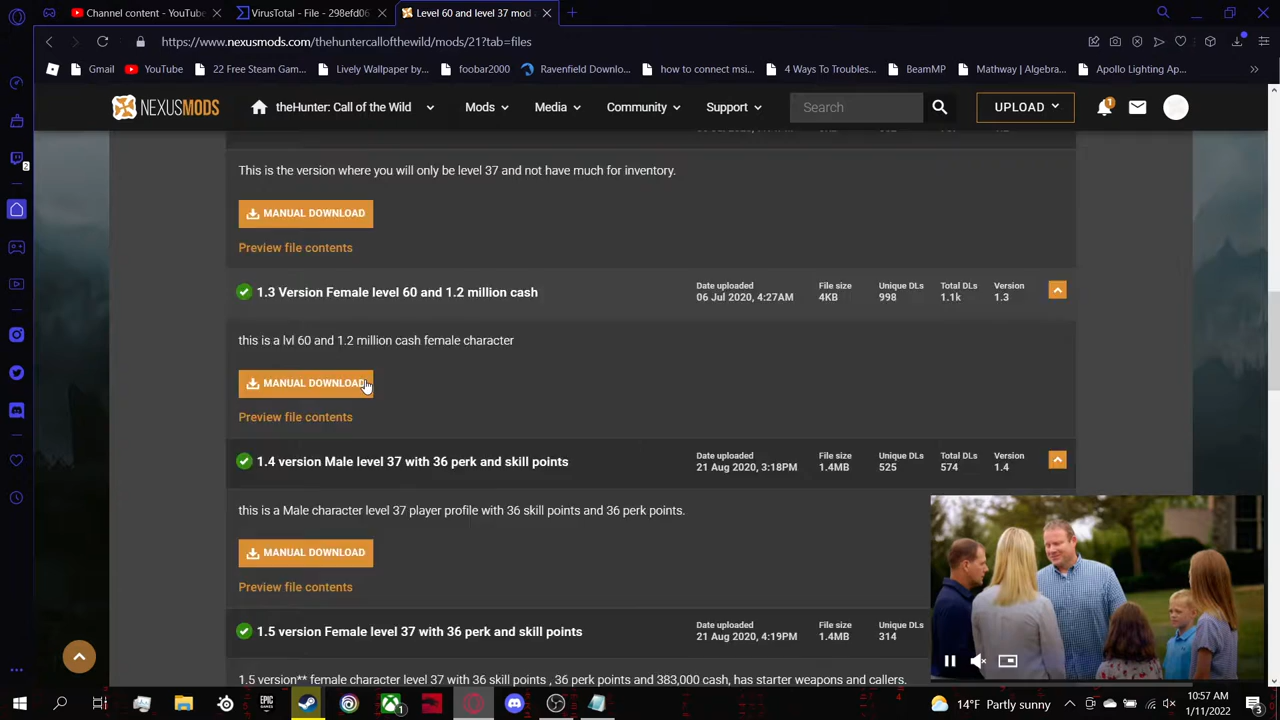 Channel content - YouTube
VirusTotal - File - 298efd06
Level 60 and level 37 mod
https://www.nexusmods.com/thehuntercallofthewild/mods/21?tab=files
Gmail
YouTube
22 Free Steam Gam...
Lively Wallpaper by...
foobar2000
Ravenfield Downlo...
how to connect msi...
4 Ways To Troubles...
BeamMP
Mathway | Algebra...
Apollo Lighting Ap...
NEXUSMODS
theHunter: Call of the Wild
Mods
Media
Community
Support
Search
UPLOAD
1
2
This is the version where you will only be level 37 and not have much for inventory.
MANUAL DOWNLOAD
Preview file contents
1.3 Version Female level 60 and 1.2 million cash
Date uploaded
06 Jul 2020, 4:27AM
File size
4KB
Unique DLs
998
Total DLs
1.1k
Version
1.3
this is a lvl 60 and 1.2 million cash female character
MANUAL DOWNLOAD
Preview file contents
1.4 version Male level 37 with 36 perk and skill points
Date uploaded
21 Aug 2020, 3:18PM
File size
1.4MB
Unique DLs
525
Total DLs
574
Version
1.4
this is a Male character level 37 player profile with 36 skill points and 36 perk points.
MANUAL DOWNLOAD
Preview file contents
1.5 version Female level 37 with 36 perk and skill points
Date uploaded
21 Aug 2020, 4:19PM
File size
1.4MB
Unique DLs
314
1.5 version** female character level 37 with 36 skill points , 36 perk points and 383,000 cash, has starter weapons and callers.
EPIC
GAMES
1
14°F Partly sunny
10:57 AM
1/11/2022
3